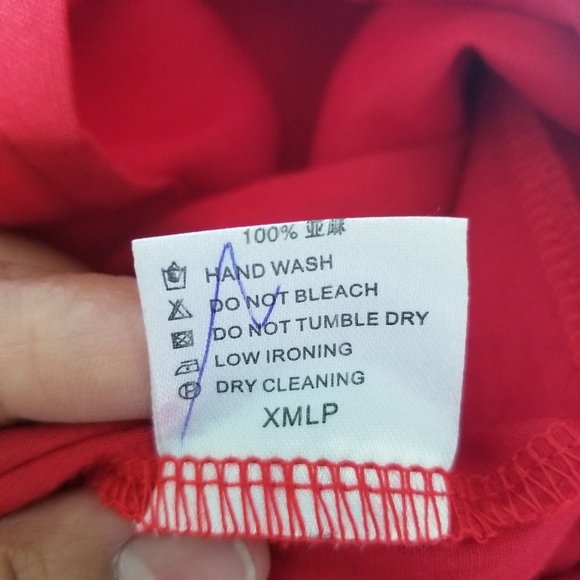 100% 亚麻
HAND WASH
DO NOT BLEACH
DO NOT TUMBLE DRY
LOW IRONING
DRY CLEANING
XMLP